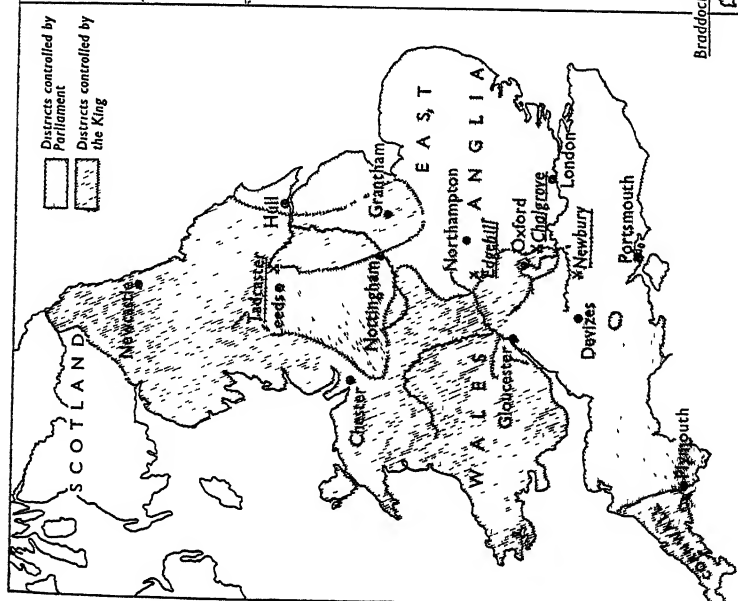 Districts controlled by
Parliament
Districts controlled by
the King
SCOTLAND
Newcastle
Tadcaster
Leeds
Hull
Chester
Nottingham
Grantham
EAST
ANGLIA
Northampton
Edgehill
WALES
Gloucester
Oxford
Chalgrove
London
Newbury
Devizes
Portsmouth
Plymouth
CORNWALL